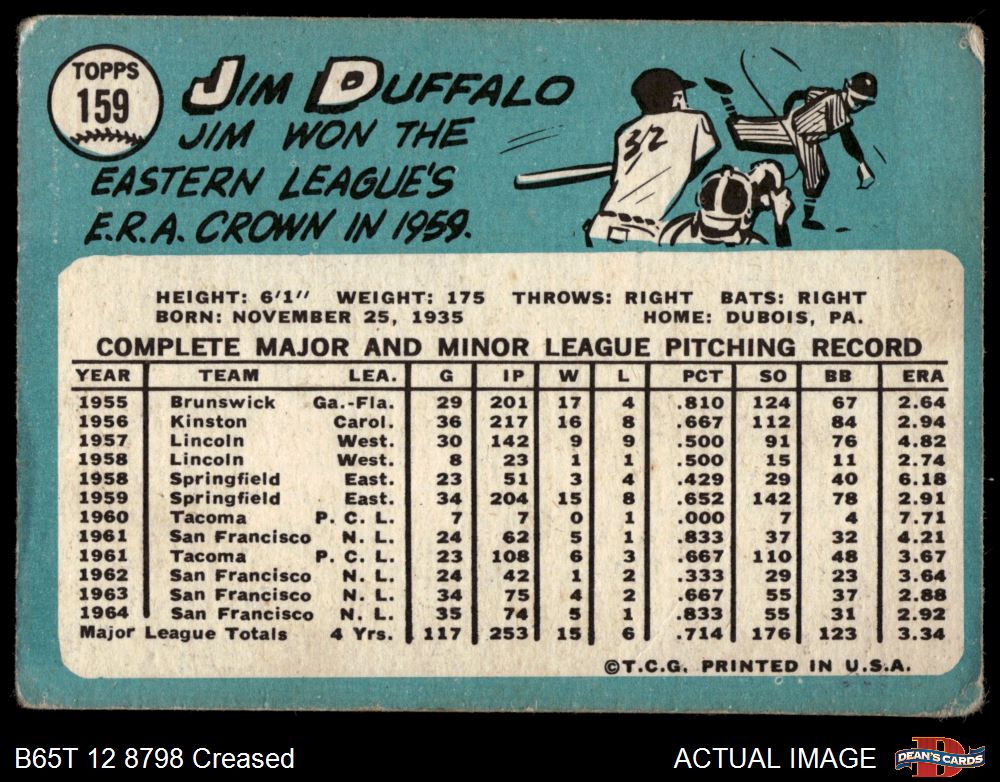 TOPPS
159
JIM DUFFALO
JIM WON THE
EASTERN LEAGUE'S
E.R.A. CROWN IN 1959.
32
HEIGHT: 6'1" WEIGHT: 175 THROWS: RIGHT BATS: RIGHT
BORN: NOVEMBER 25, 1935 HOME: DUBOIS, PA.
COMPLETE MAJOR AND MINOR LEAGUE PITCHING RECORD
YEAR TEAM LEA. G IP W L PCT SO BB ERA
1955 Brunswick Ga.-Fla. 29 201 17 4 .810 124 67 2.64
1956 Kinston Carol. 36 217 16 8 .667 112 84 2.94
1957 Lincoln West. 30 142 9 9 .500 91 76 4.82
1958 Lincoln West. 8 23 1 1 .500 15 11 2.74
1958 Springfield East. 23 51 3 4 .429 29 40 6.18
1959 Springfield East. 34 204 15 8 .652 142 78 2.91
1960 Tacoma P. C. L. 7 7 0 1 .000 7 4 7.71
1961 San Francisco N. L. 24 62 5 1 .833 37 32 4.21
1961 Tacoma P. C. L. 23 108 6 3 .667 110 48 3.67
1962 San Francisco N. L. 24 42 1 2 .333 29 23 3.64
1963 San Francisco N. L. 34 75 4 2 .667 55 37 2.88
1964 San Francisco N. L. 35 74 5 1 .833 55 31 2.92
Major League Totals 4 Yrs. 117 253 15 6 .714 176 123 3.34
©T.C.G. PRINTED IN U.S.A.
B65T 12 8798 Creased ACTUAL IMAGE DEAN'S CARDS